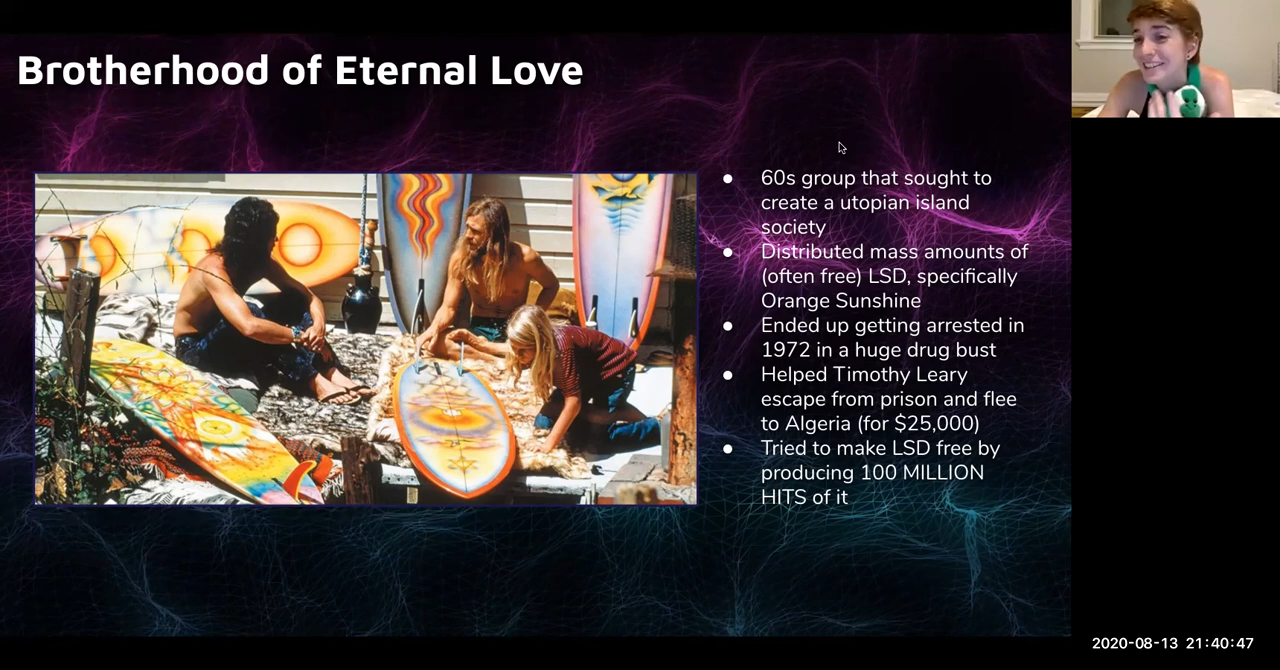 Brotherhood of Eternal Love
● 60s group that sought to
create a utopian island
society
● Distributed mass amounts of
(often free) LSD, specifically
Orange Sunshine
● Ended up getting arrested in
1972 in a huge drug bust
● Helped Timothy Leary
escape from prison and flee
to Algeria (for $25,000)
● Tried to make LSD free by
producing 100 MILLION
HITS of it
2020-08-13 21:40:47